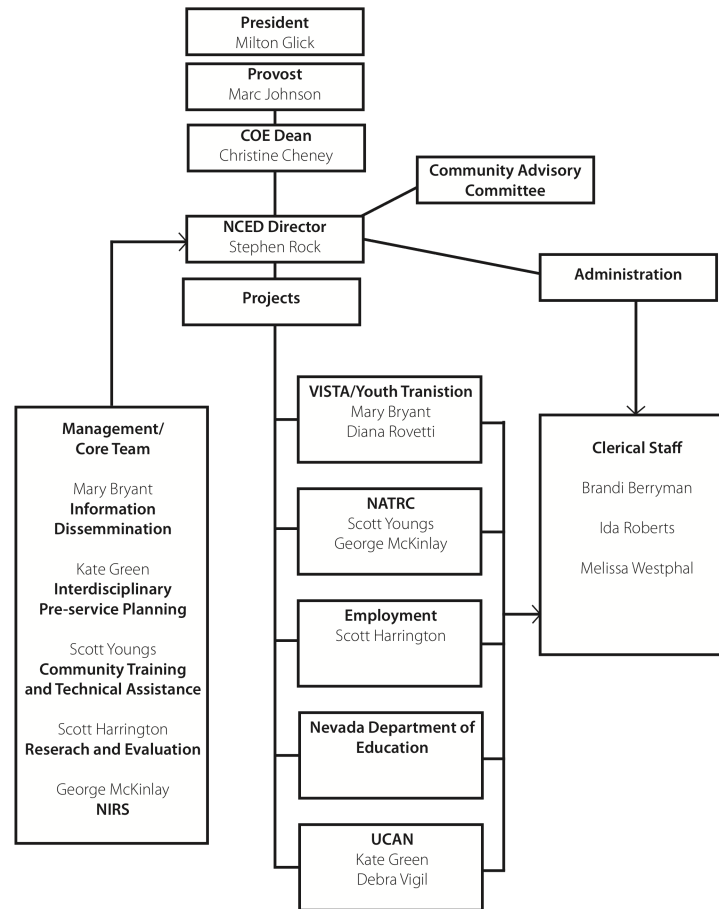 President
Milton Glick
Provost
Marc Johnson
COE Dean
Christine Cheney
Community Advisory
Committee
NCED Director
Stephen Rock
Administration
Projects
Management/
Core Team
Mary Bryant
Information
Dissemmination
Kate Green
Interdisciplinary
Pre-service Planning
Scott Youngs
Community Training
and Technical Assistance
Scott Harrington
Reserach and Evaluation
George McKinlay
NIRS
VISTA/Youth Tranistion
Mary Bryant
Diana Rovetti
NATRC
Scott Youngs
George McKinlay
Employment
Scott Harrington
Nevada Department of
Education
UCAN
Kate Green
Debra Vigil
Clerical Staff
Brandi Berryman
Ida Roberts
Melissa Westphal